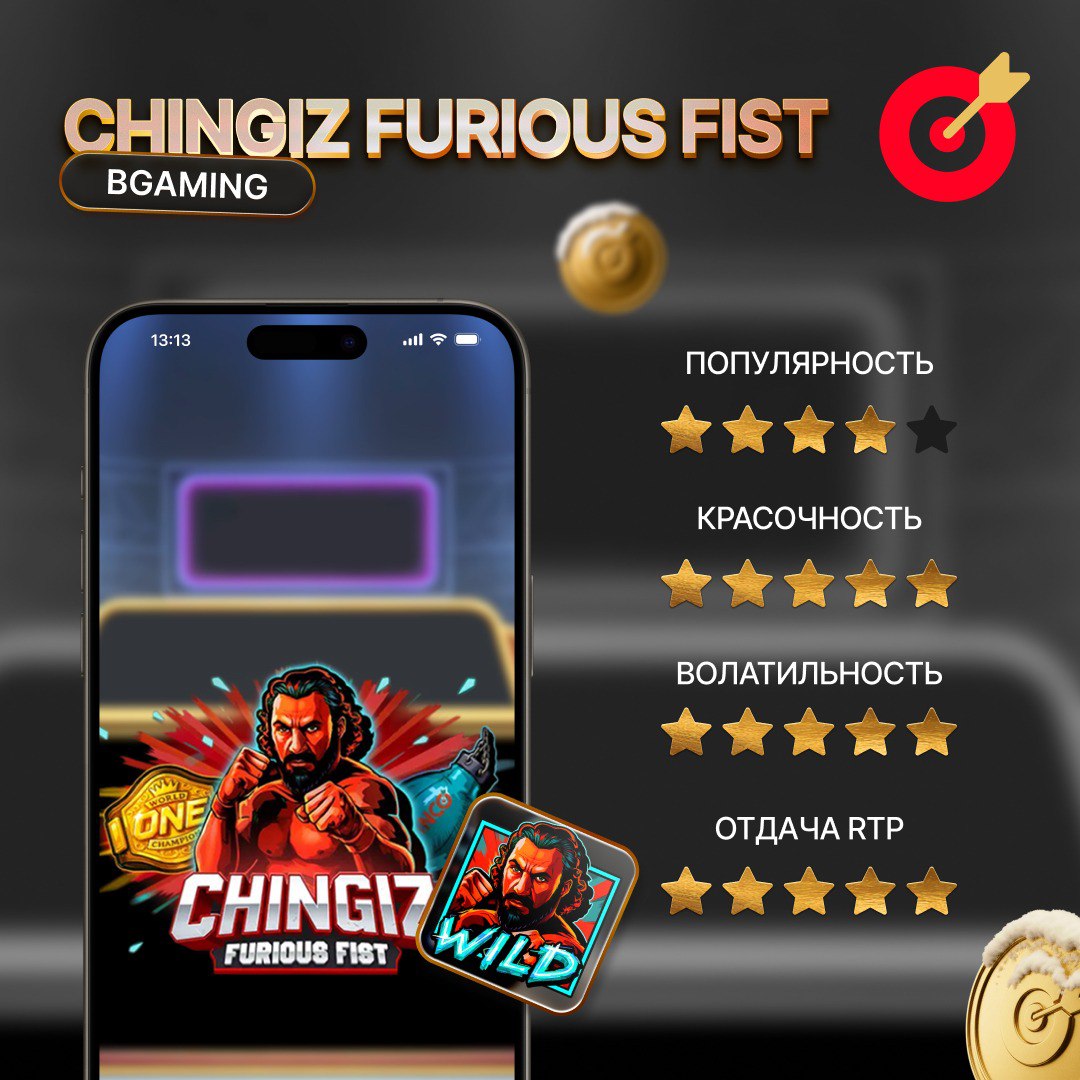 CHINGIZ FURIOUS FIST
BGAMING
13:13
ПОПУЛЯРНОСТЬ
КРАСОЧНОСТЬ
ВОЛАТИЛЬНОСТЬ
ОТДАЧА RTP
WORLD
ONE
CHAMPION
CHINGIZ
FURIOUS FIST
WILD